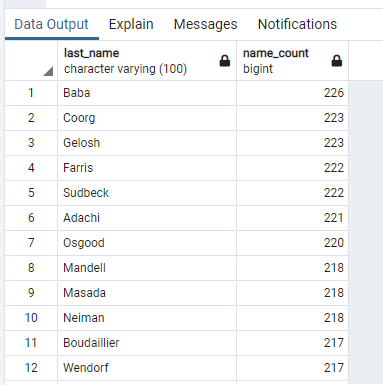 Data Output Explain Messages Notifications
last_name name_count
character varying (100) bigint
1 Baba 226
2 Coorg 223
3 Gelosh 223
4 Farris 222
5 Sudbeck 222
6 Adachi 221
7 Osgood 220
8 Mandell 218
9 Masada 218
10 Neiman 218
11 Boudaillier 217
12 Wendorf 217